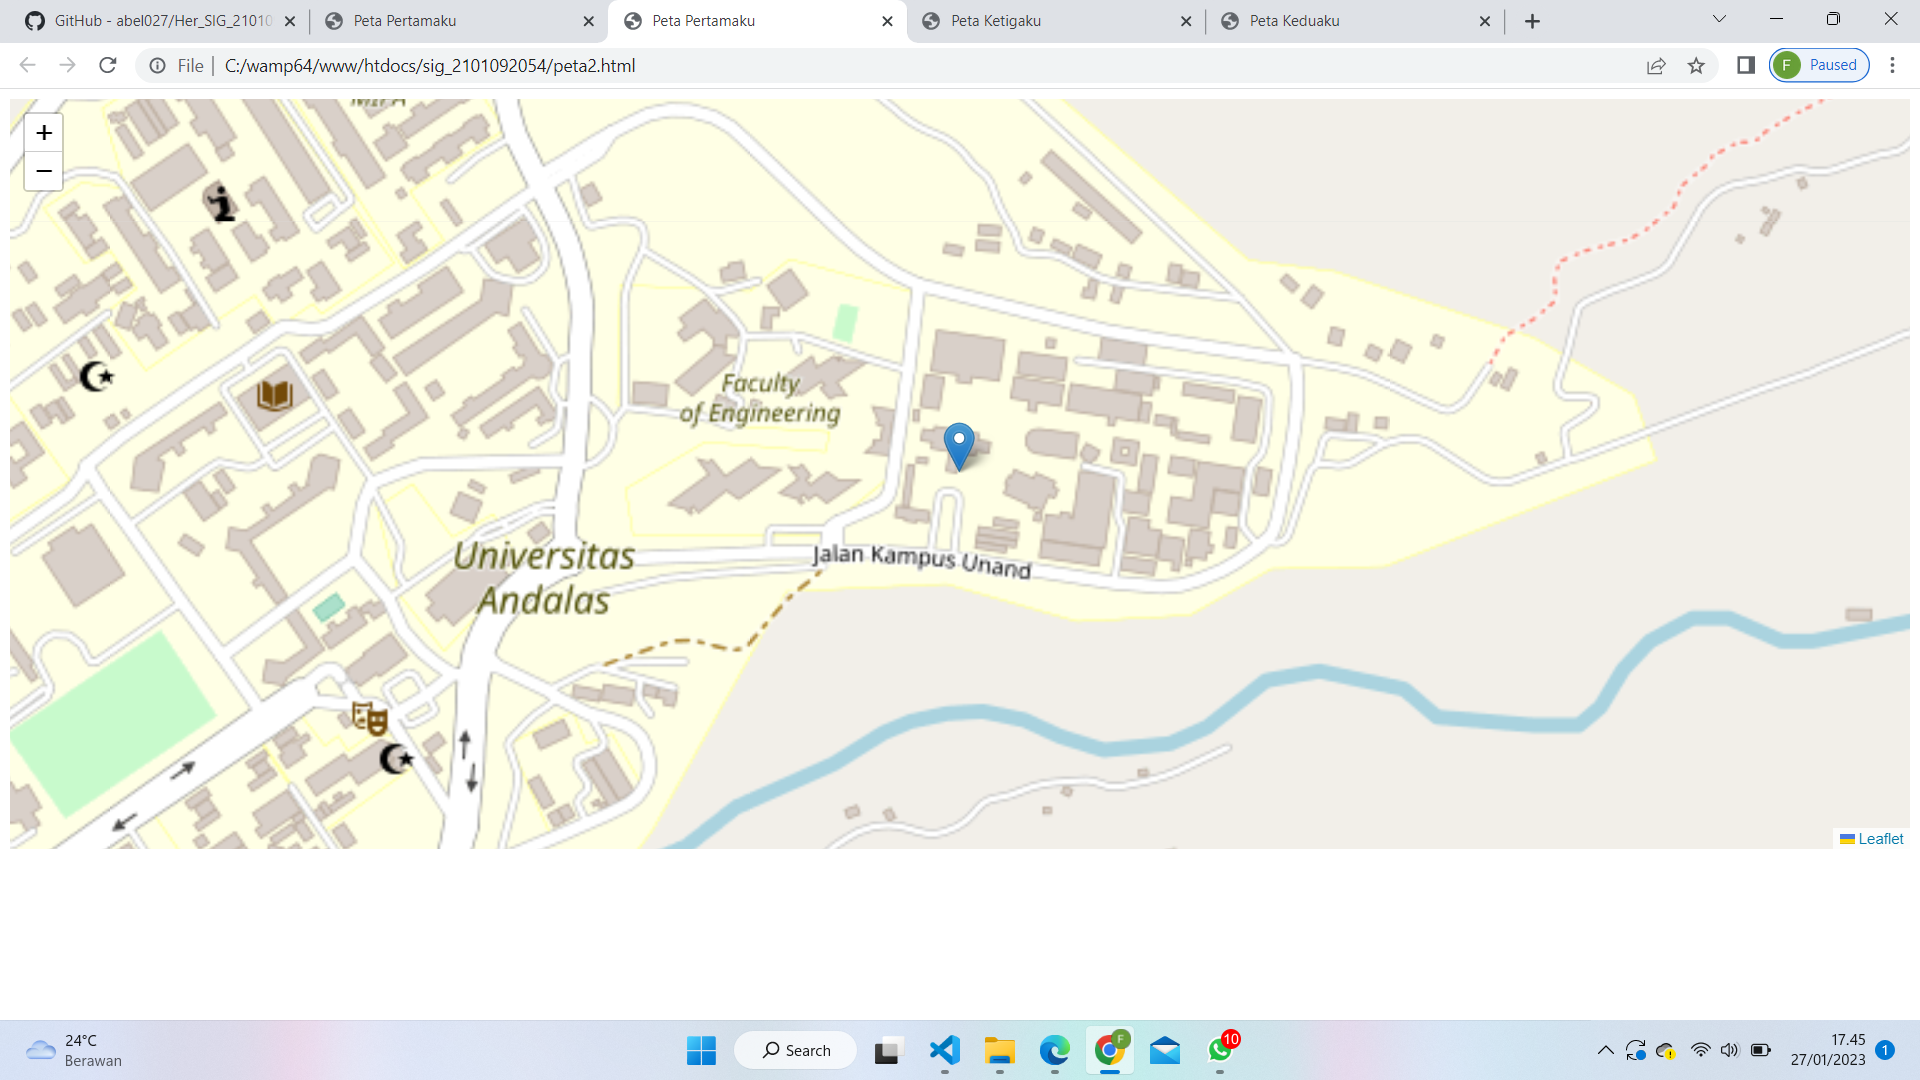 GitHub - abel027/Her_SIG_21010
Peta Pertamaku
Peta Pertamaku
Peta Ketigaku
Peta Keduaku
File
C:/wamp64/www/htdocs/sig_2101092054/peta2.html
F
Paused
MIPA
+
−
Faculty
of Engineering
Universitas
Andalas
Jalan Kampus Unand
Leaflet
24°C
Berawan
Search
F
10
17.45
27/01/2023
1